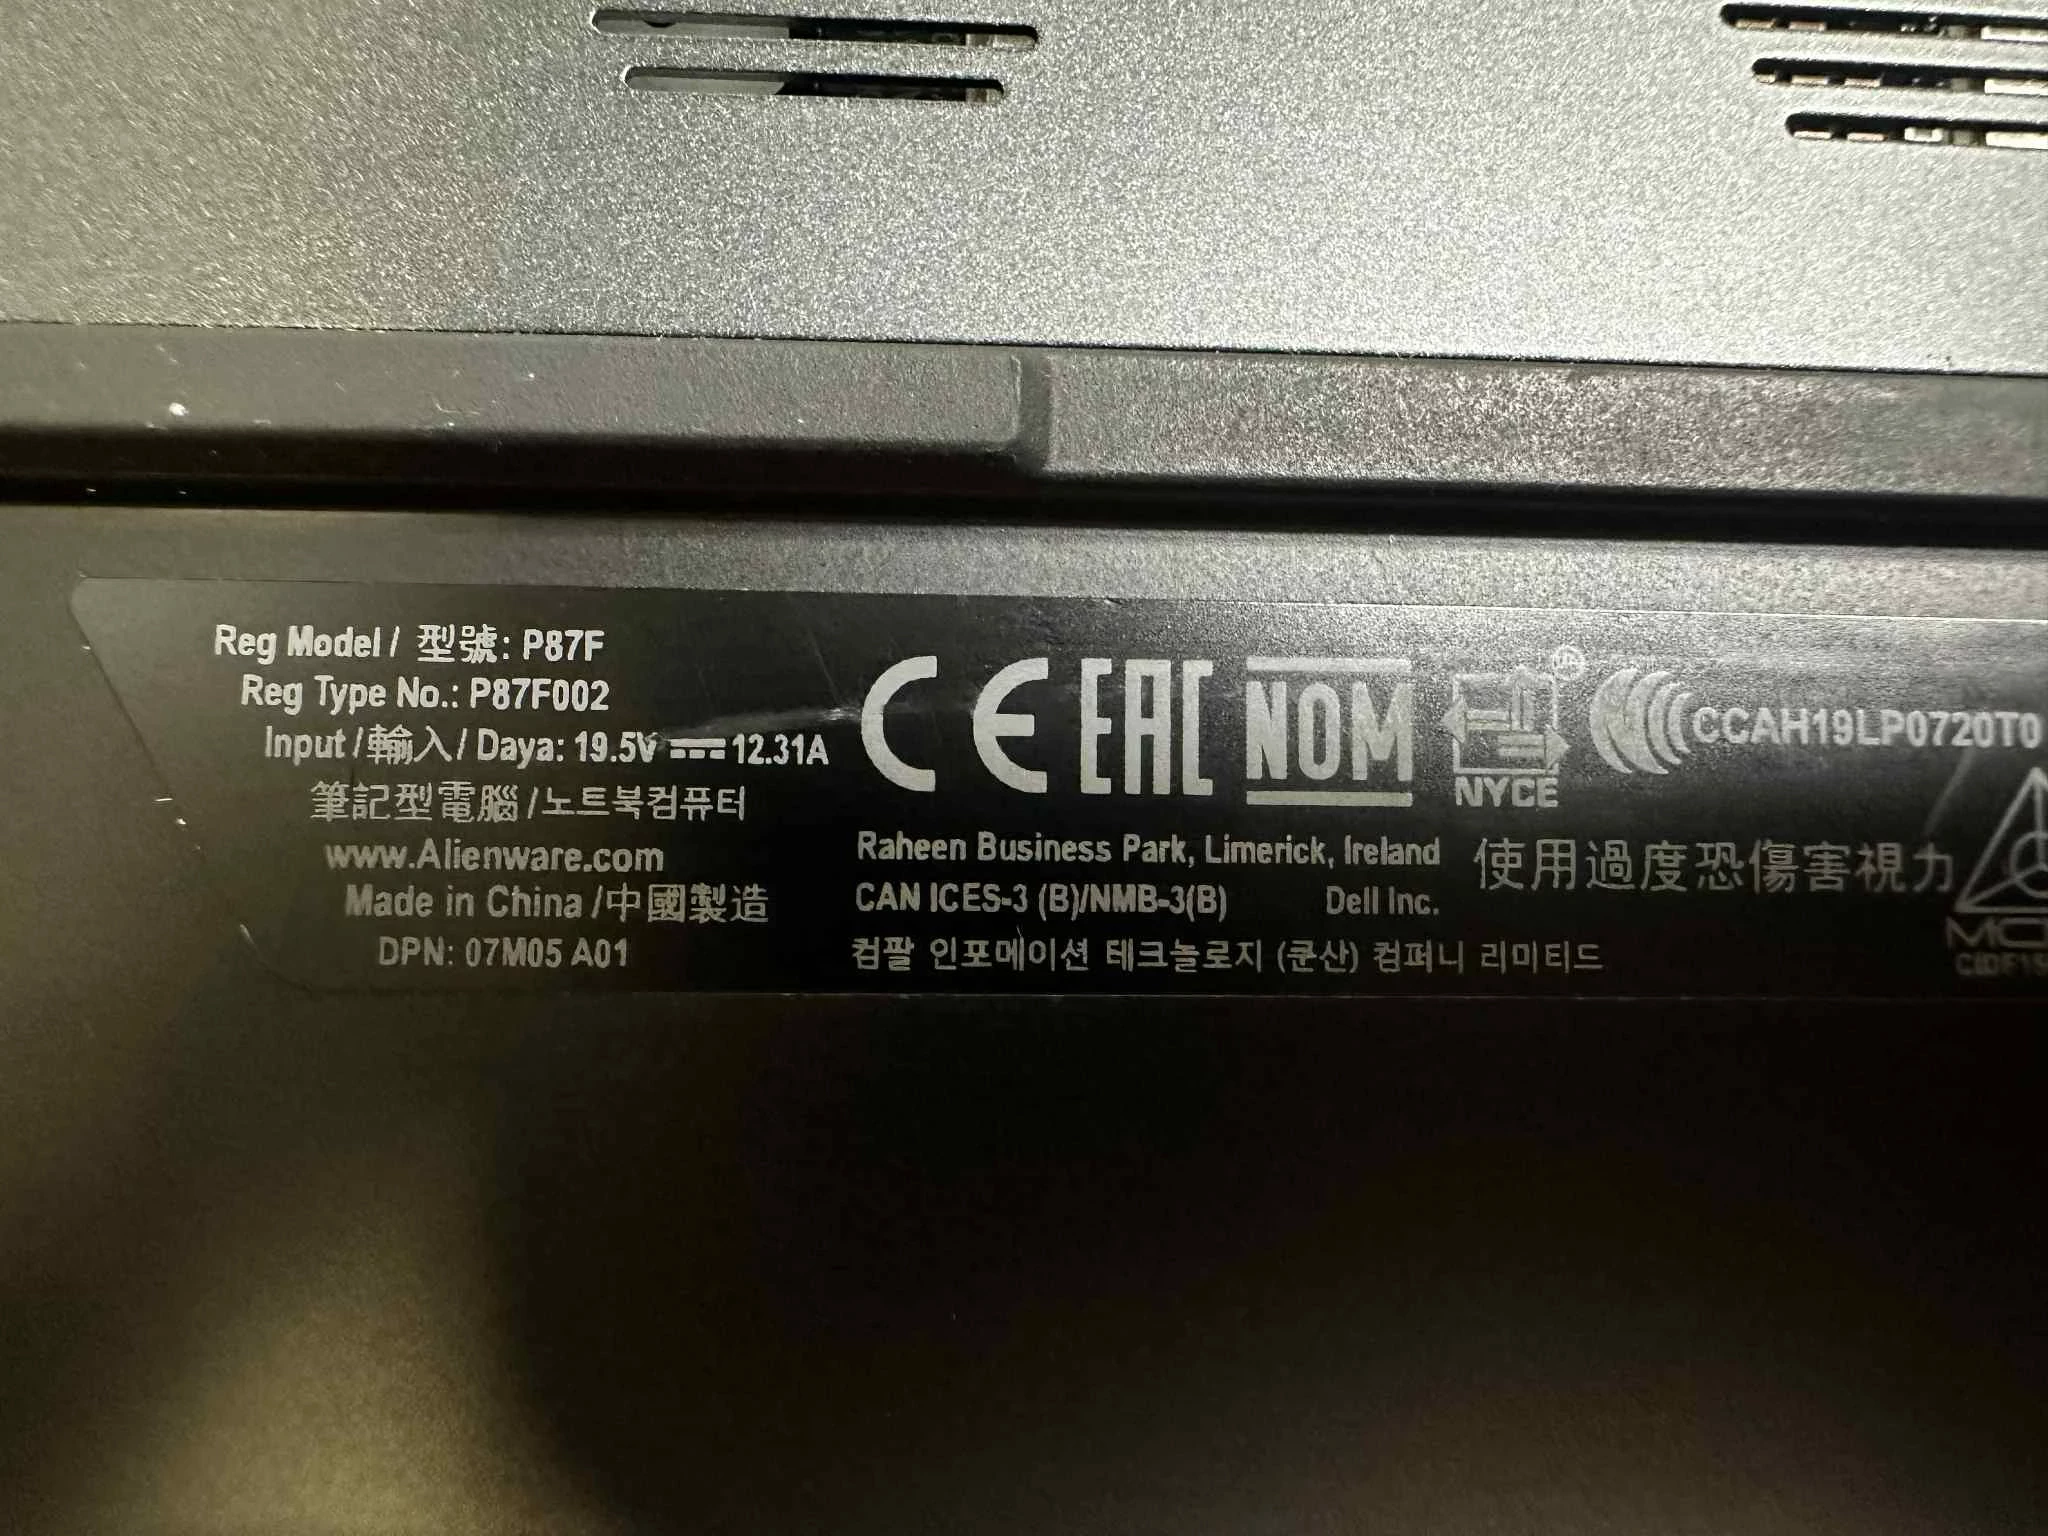 Reg Model / 型號: P87F
Reg Type No.: P87F002
Input /輸入/ Daya: 19.5V ⎓ 12.31A
筆記型電腦 /노트북컴퓨터
www.Alienware.com
Made in China /中國製造
DPN: 07M05 A01
CE EAC NOM NYCE CCAH19LP0720T0
Raheen Business Park, Limerick, Ireland
CAN ICES-3 (B)/NMB-3(B) Dell Inc.
컴팔 인포메이션 테크놀로지 (쿤산) 컴퍼니 리미티드
使用過度恐傷害視力